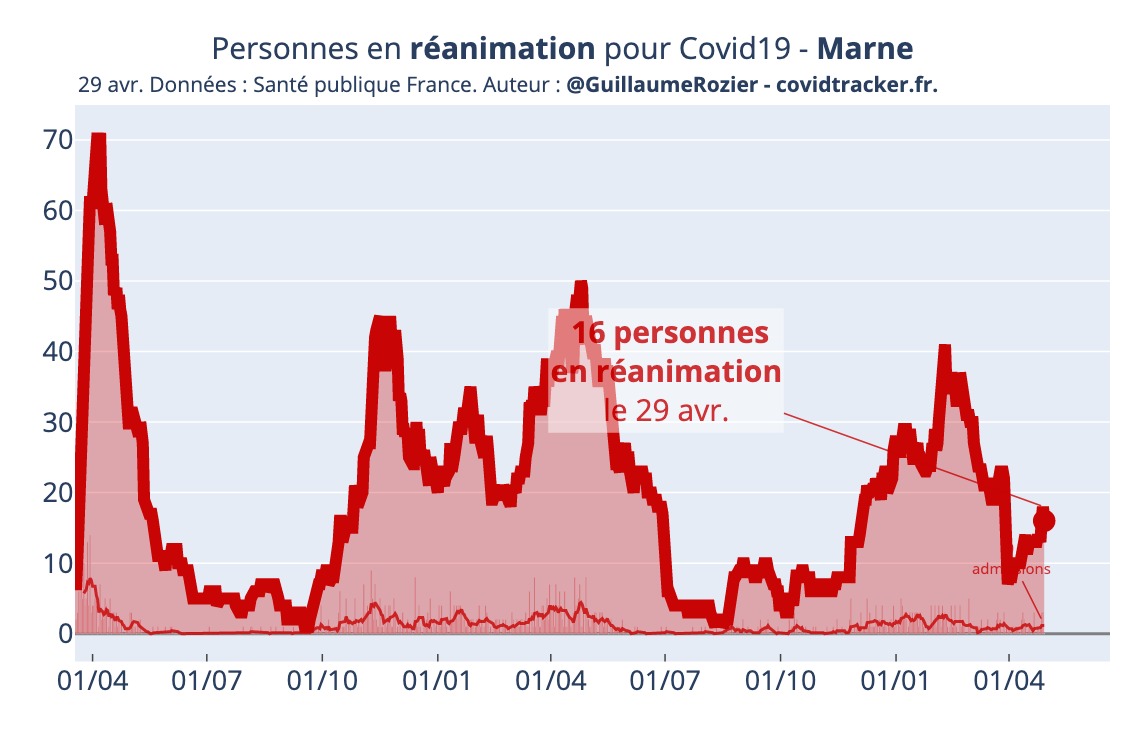 Personnes en réanimation pour Covid19 - Marne
29 avr. Données : Santé publique France. Auteur : @GuillaumeRozier - covidtracker.fr.
70
60
50
40
30
20
10
0
16 personnes
en réanimation
le 29 avr.
01/04 01/07 01/10 01/01 01/04 01/07 01/10 01/01 01/04